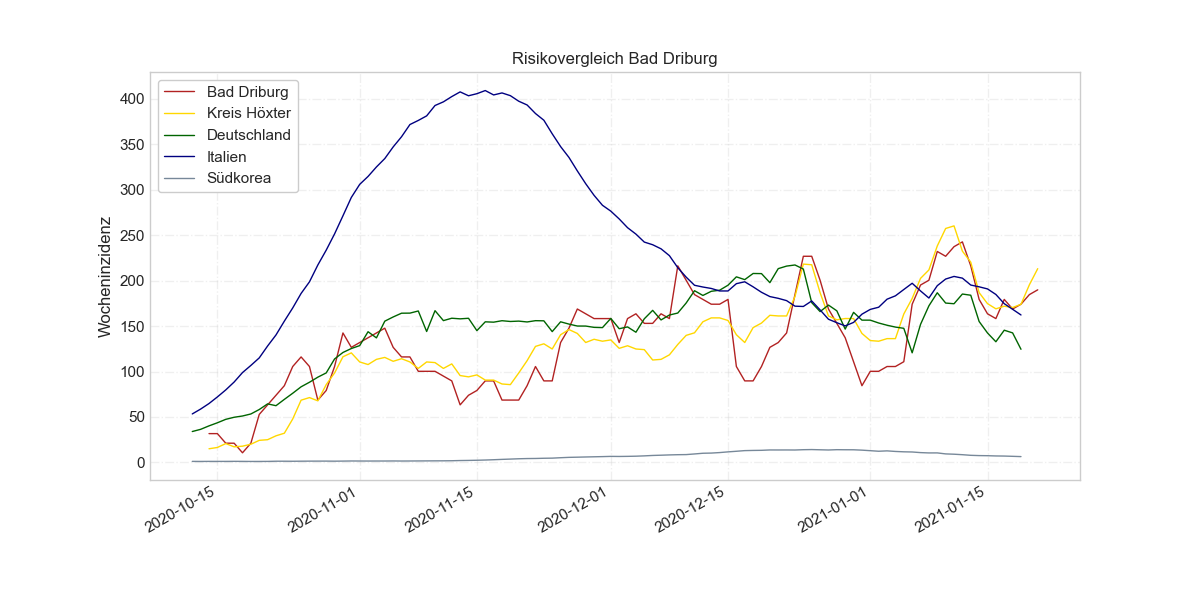 Risikovergleich Bad Driburg
Bad Driburg
Kreis Höxter
Deutschland
Italien
Südkorea
Wocheninzidenz
400
350
300
250
200
150
100
50
0
2020-10-15
2020-11-01
2020-11-15
2020-12-01
2020-12-15
2021-01-01
2021-01-15